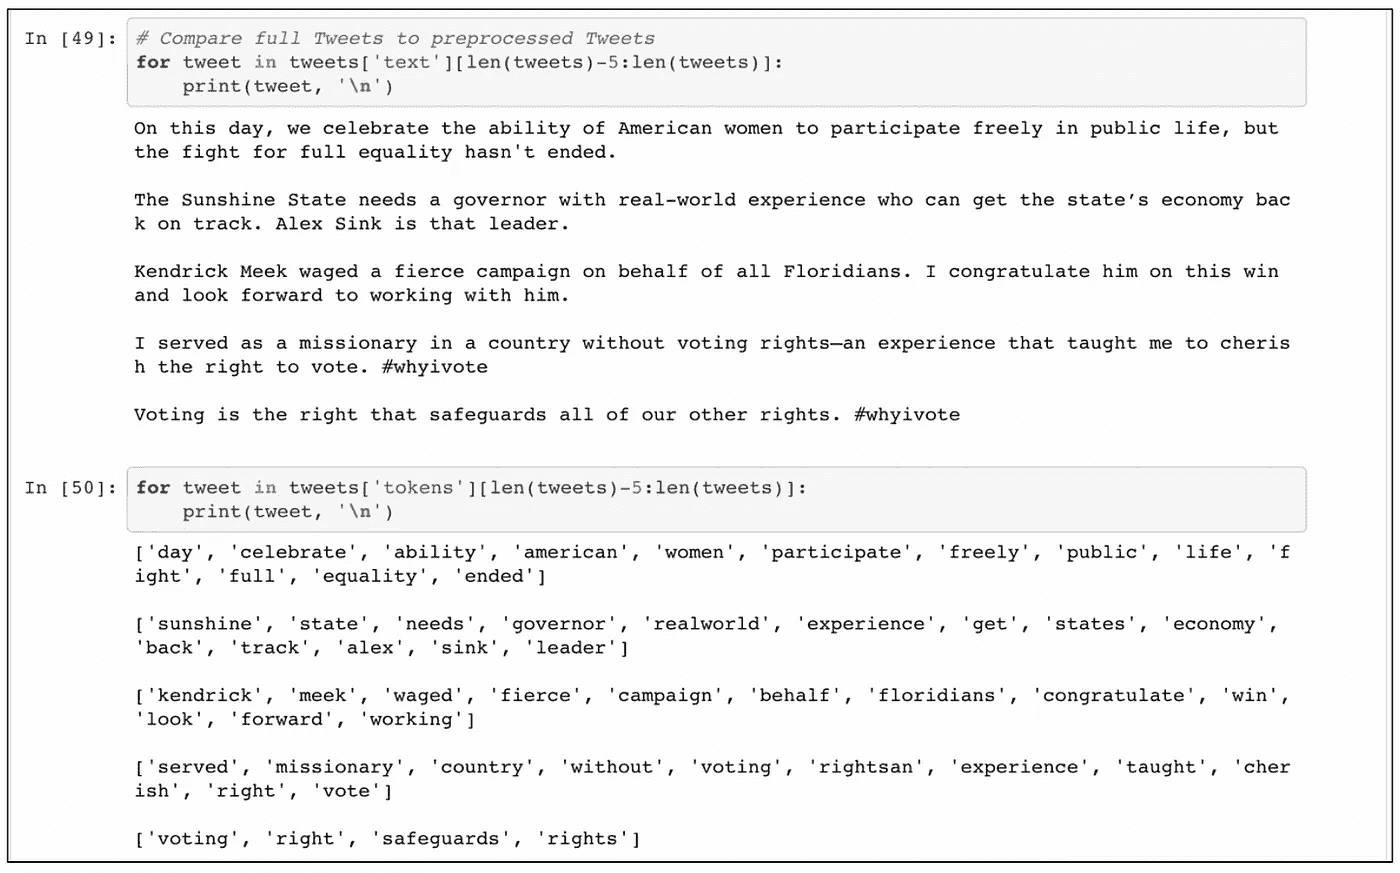 In [49]: # Compare full Tweets to preprocessed Tweets
for tweet in tweets['text'][len(tweets)-5:len(tweets)]:
    print(tweet, '\n')
On this day, we celebrate the ability of American women to participate freely in public life, but
the fight for full equality hasn't ended.
The Sunshine State needs a governor with real-world experience who can get the state’s economy bac
k on track. Alex Sink is that leader.
Kendrick Meek waged a fierce campaign on behalf of all Floridians. I congratulate him on this win
and look forward to working with him.
I served as a missionary in a country without voting rights—an experience that taught me to cheris
h the right to vote. #whyivote
Voting is the right that safeguards all of our other rights. #whyivote
In [50]: for tweet in tweets['tokens'][len(tweets)-5:len(tweets)]:
    print(tweet, '\n')
['day', 'celebrate', 'ability', 'american', 'women', 'participate', 'freely', 'public', 'life', 'f
ight', 'full', 'equality', 'ended']
['sunshine', 'state', 'needs', 'governor', 'realworld', 'experience', 'get', 'states', 'economy',
'back', 'track', 'alex', 'sink', 'leader']
['kendrick', 'meek', 'waged', 'fierce', 'campaign', 'behalf', 'floridians', 'congratulate', 'win',
'look', 'forward', 'working']
['served', 'missionary', 'country', 'without', 'voting', 'rightsan', 'experience', 'taught', 'cher
ish', 'right', 'vote']
['voting', 'right', 'safeguards', 'rights']